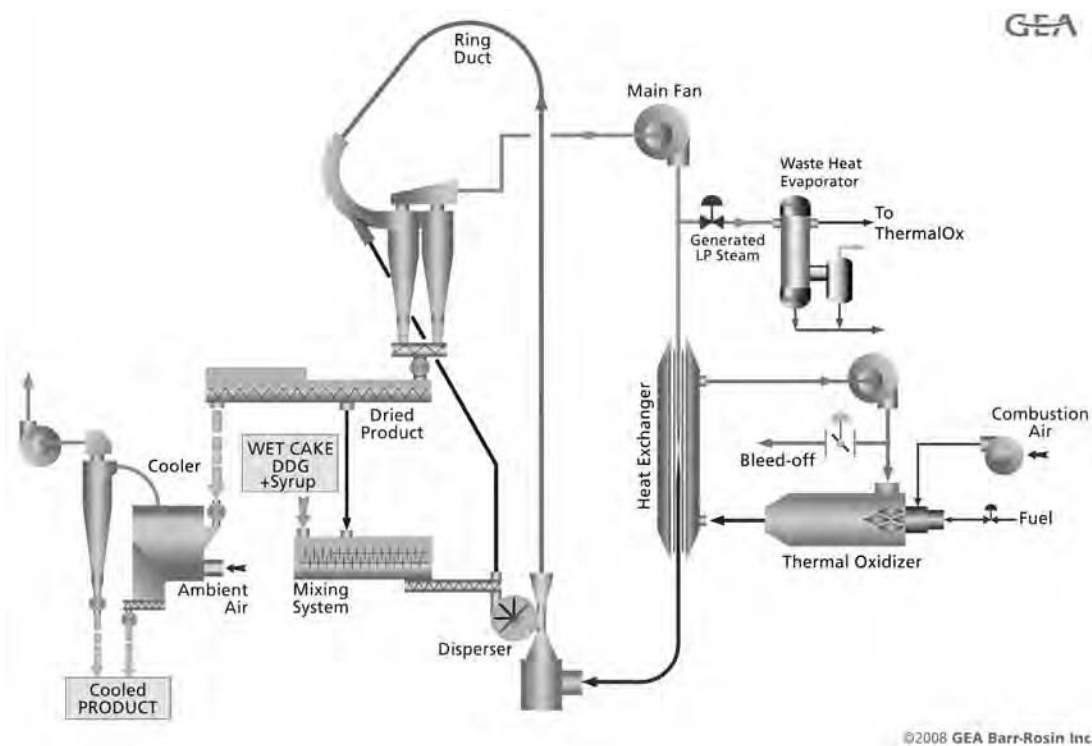 GEA
Ring
Duct
Main Fan
Waste Heat
Evaporator
To
ThermalOx
Generated
LP Steam
Heat Exchanger
Dried
Product
WET CAKE
DDG
+Syrup
Cooler
Combustion
Air
Bleed-off
Fuel
Thermal Oxidizer
Ambient
Air
Mixing
System
Disperser
Cooled
PRODUCT
©2008 GEA Barr-Rosin Inc